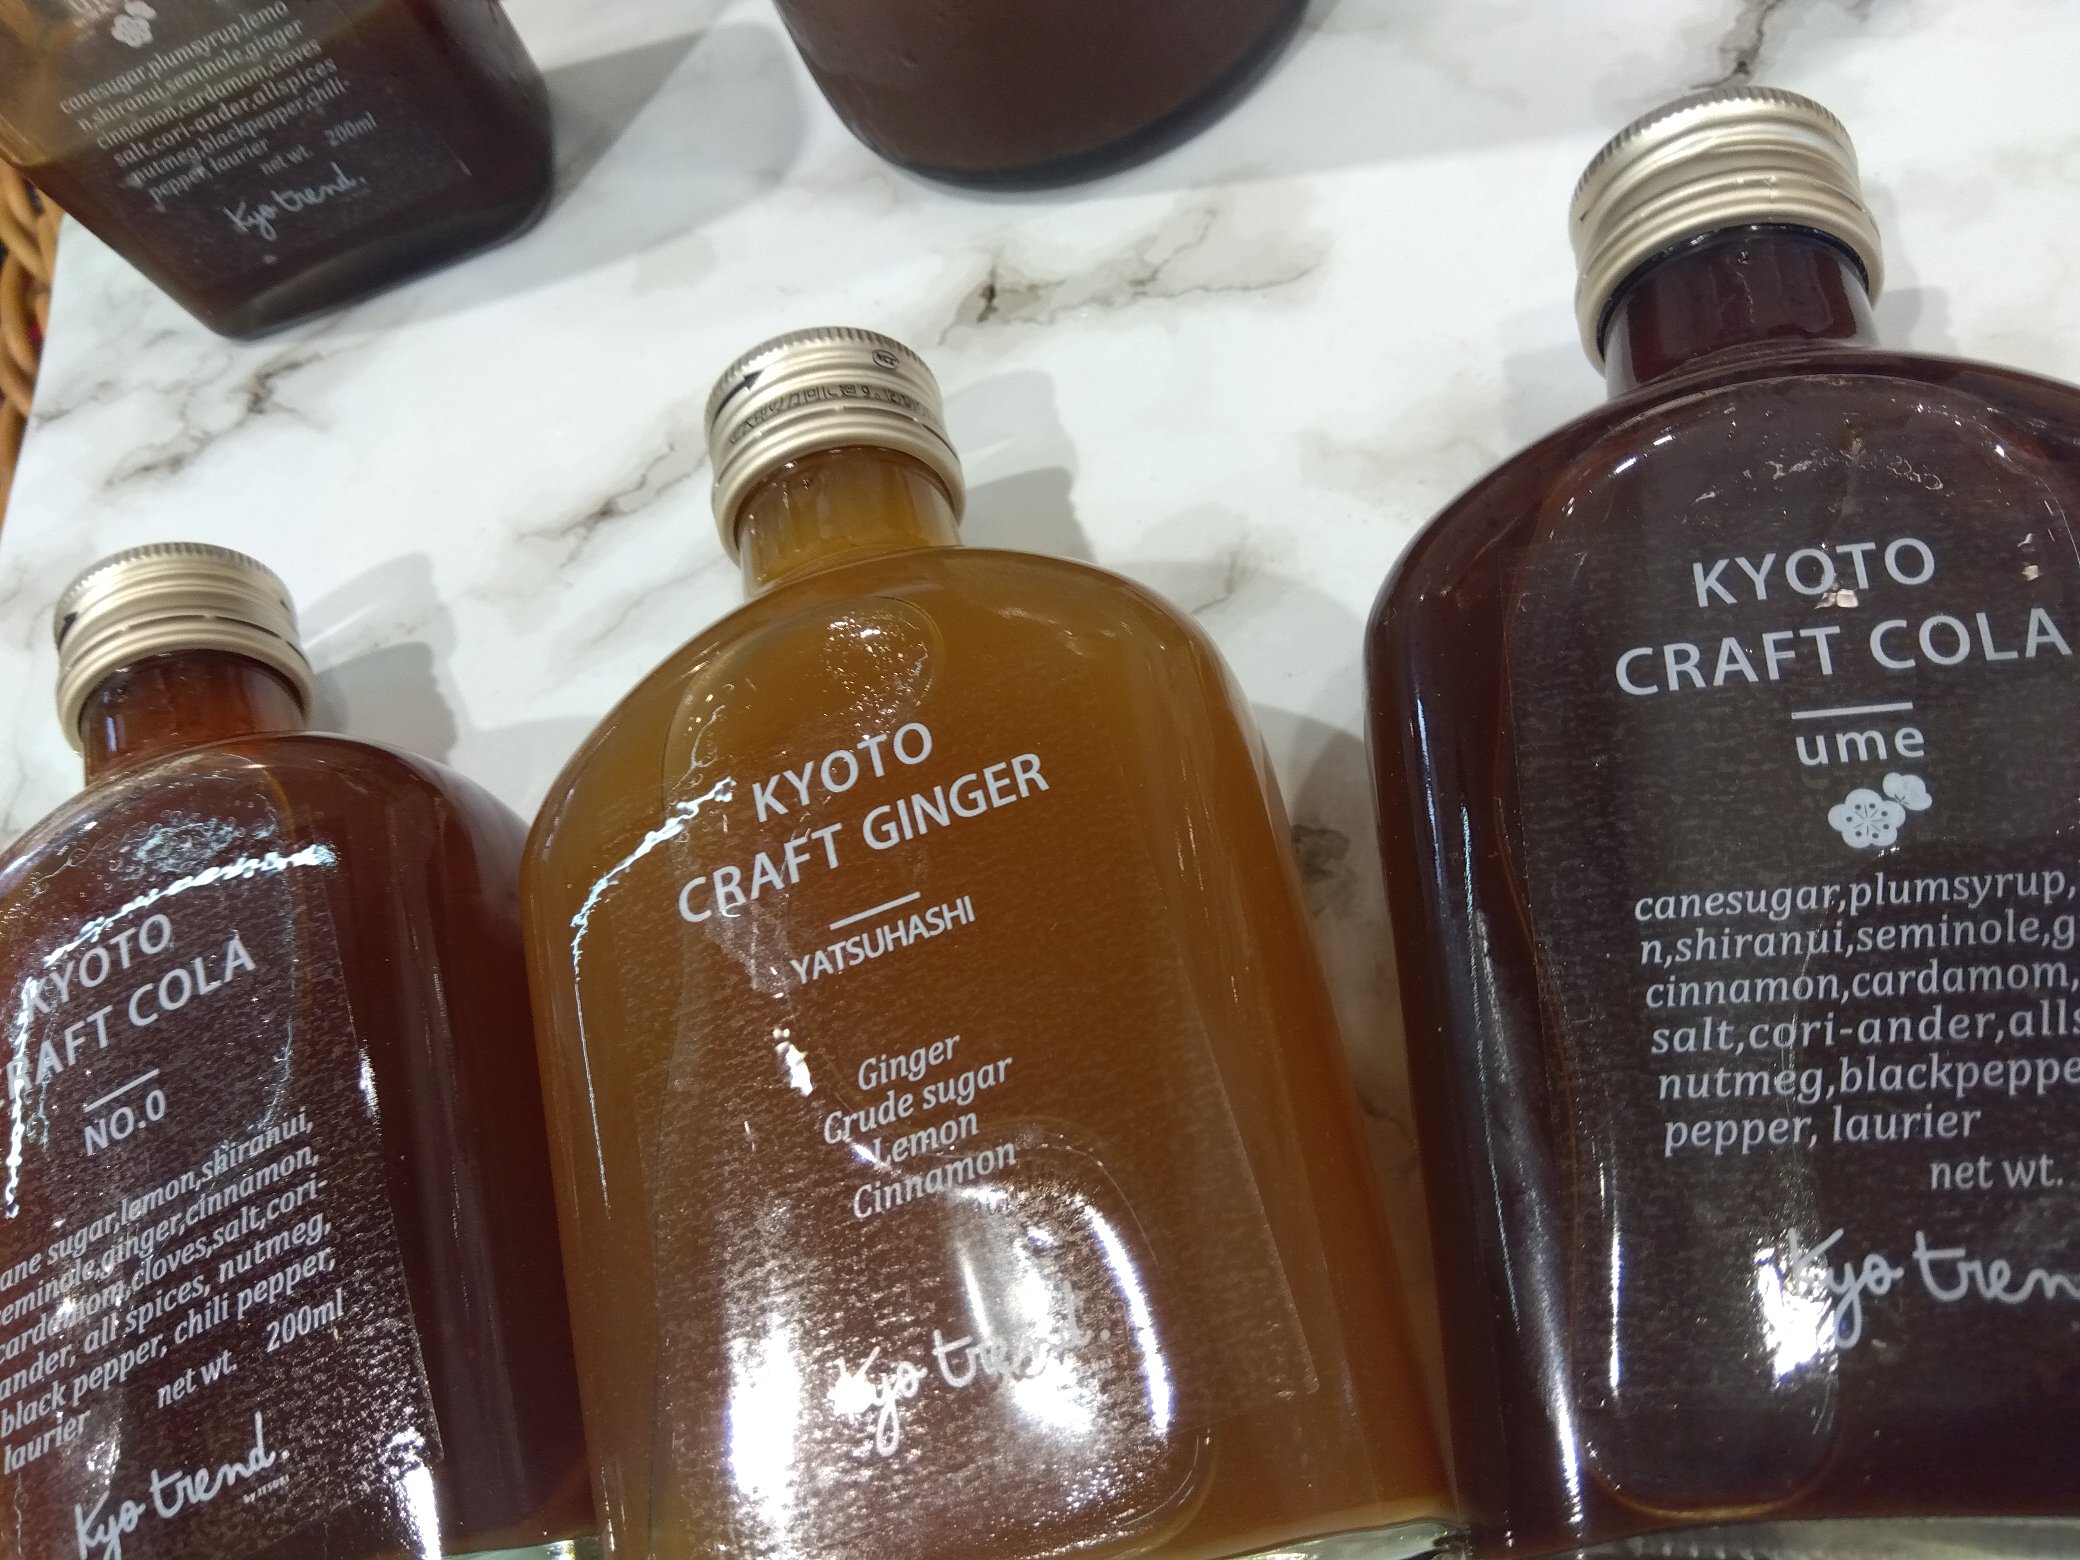 canesugar,plumsyrup,lemo
n,shiranui,seminole,ginger
cinnamon,cardamom,cloves
salt,cori-ander,allspices
nutmeg,blackpepper,chili-
pepper, laurier
net wt. 200ml
Kyo trend.
KYOTO
RAFT COLA
NO.0
ane sugar,lemon,shiranui,
eminole,ginger,cinnamon,
cardamom,cloves,salt,cori-
ander, all spices, nutmeg,
black pepper, chili pepper,
laurier
net wt. 200ml
Kyo trend.
KYOTO
CRAFT GINGER
YATSUHASHI
Ginger
Crude sugar
Lemon
Cinnamon
Kyo trend.
KYOTO
CRAFT COLA
ume
canesugar,plumsyrup,
n,shiranui,seminole,g
cinnamon,cardamom,
salt,cori-ander,alls
nutmeg,blackpeppe
pepper, laurier
net wt.
Kyo tren